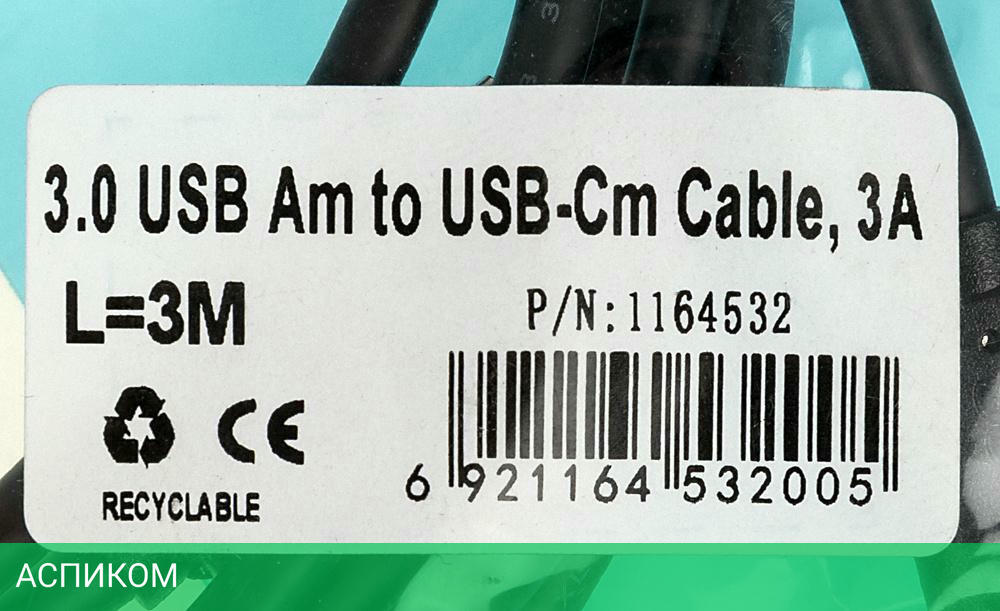 3.0 USB Am to USB-Cm Cable, 3A
L=3M
P/N:1164532
CE
RECYCLABLE
6 921164 532005
АСПИКОМ